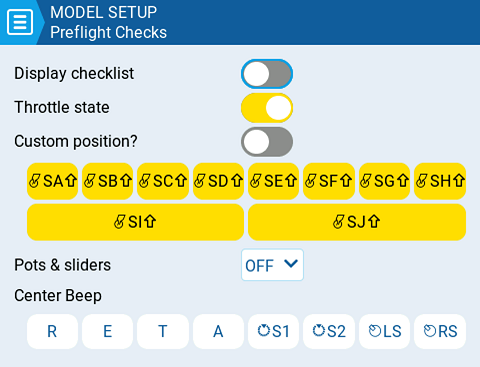 MODEL SETUP
Preflight Checks
Display checklist
Throttle state
Custom position?
SA⇧ SB⇧ SC⇧ SD⇧ SE⇧ SF⇧ SG⇧ SH⇧
SI⇧ SJ⇧
Pots & sliders OFF
Center Beep
R E T A S1 S2 LS RS